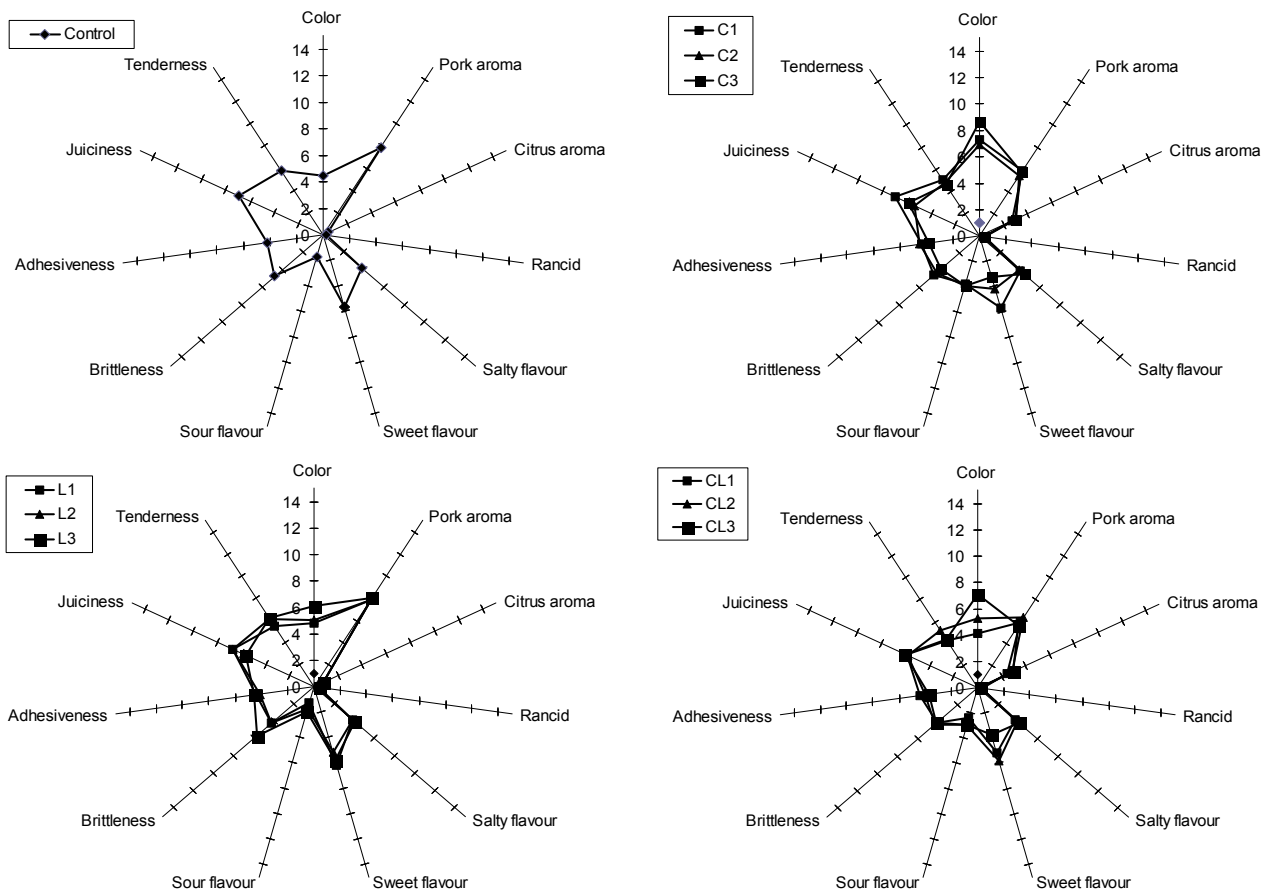 Control
Color
14
12
10
8
6
4
2
0
Pork aroma
Citrus aroma
Rancid
Salty flavour
Sweet flavour
Sour flavour
Brittleness
Adhesiveness
Juiciness
Tenderness
C1
C2
C3
Color
14
12
10
8
6
4
2
0
Pork aroma
Citrus aroma
Rancid
Salty flavour
Sweet flavour
Sour flavour
Brittleness
Adhesiveness
Juiciness
Tenderness
L1
L2
L3
Color
14
12
10
8
6
4
2
0
Pork aroma
Citrus aroma
Rancid
Salty flavour
Sweet flavour
Sour flavour
Brittleness
Adhesiveness
Juiciness
Tenderness
CL1
CL2
CL3
Color
14
12
10
8
6
4
2
0
Pork aroma
Citrus aroma
Rancid
Salty flavour
Sweet flavour
Sour flavour
Brittleness
Adhesiveness
Juiciness
Tenderness